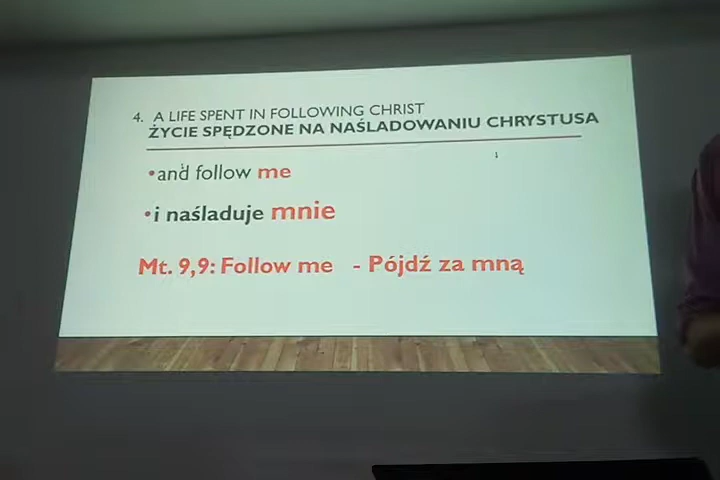 4. A LIFE SPENT IN FOLLOWING CHRIST
ŻYCIE SPĘDZONE NA NAŚLADOWANIU CHRYSTUSA
•and follow me
•i naśladuje mnie
Mt. 9,9: Follow me - Pójdź za mną